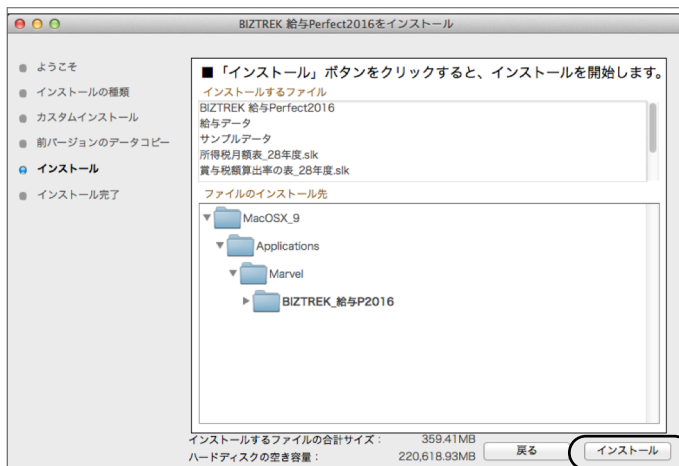 BIZTREK 給与Perfect2016をインストール
ようこそ
インストールの種類
カスタムインストール
前バージョンのデータコピー
インストール
インストール完了
■「インストール」ボタンをクリックすると、インストールを開始します。
インストールするファイル
BIZTREK 給与Perfect2016
給与データ
サンプルデータ
所得税月額表_28年度.slk
賞与税額算出率の表_28年度.slk
ファイルのインストール先
MacOSX_9
Applications
Marvel
BIZTREK_給与P2016
インストールするファイルの合計サイズ： 359.41MB
ハードディスクの空き容量： 220,618.93MB
戻る
インストール